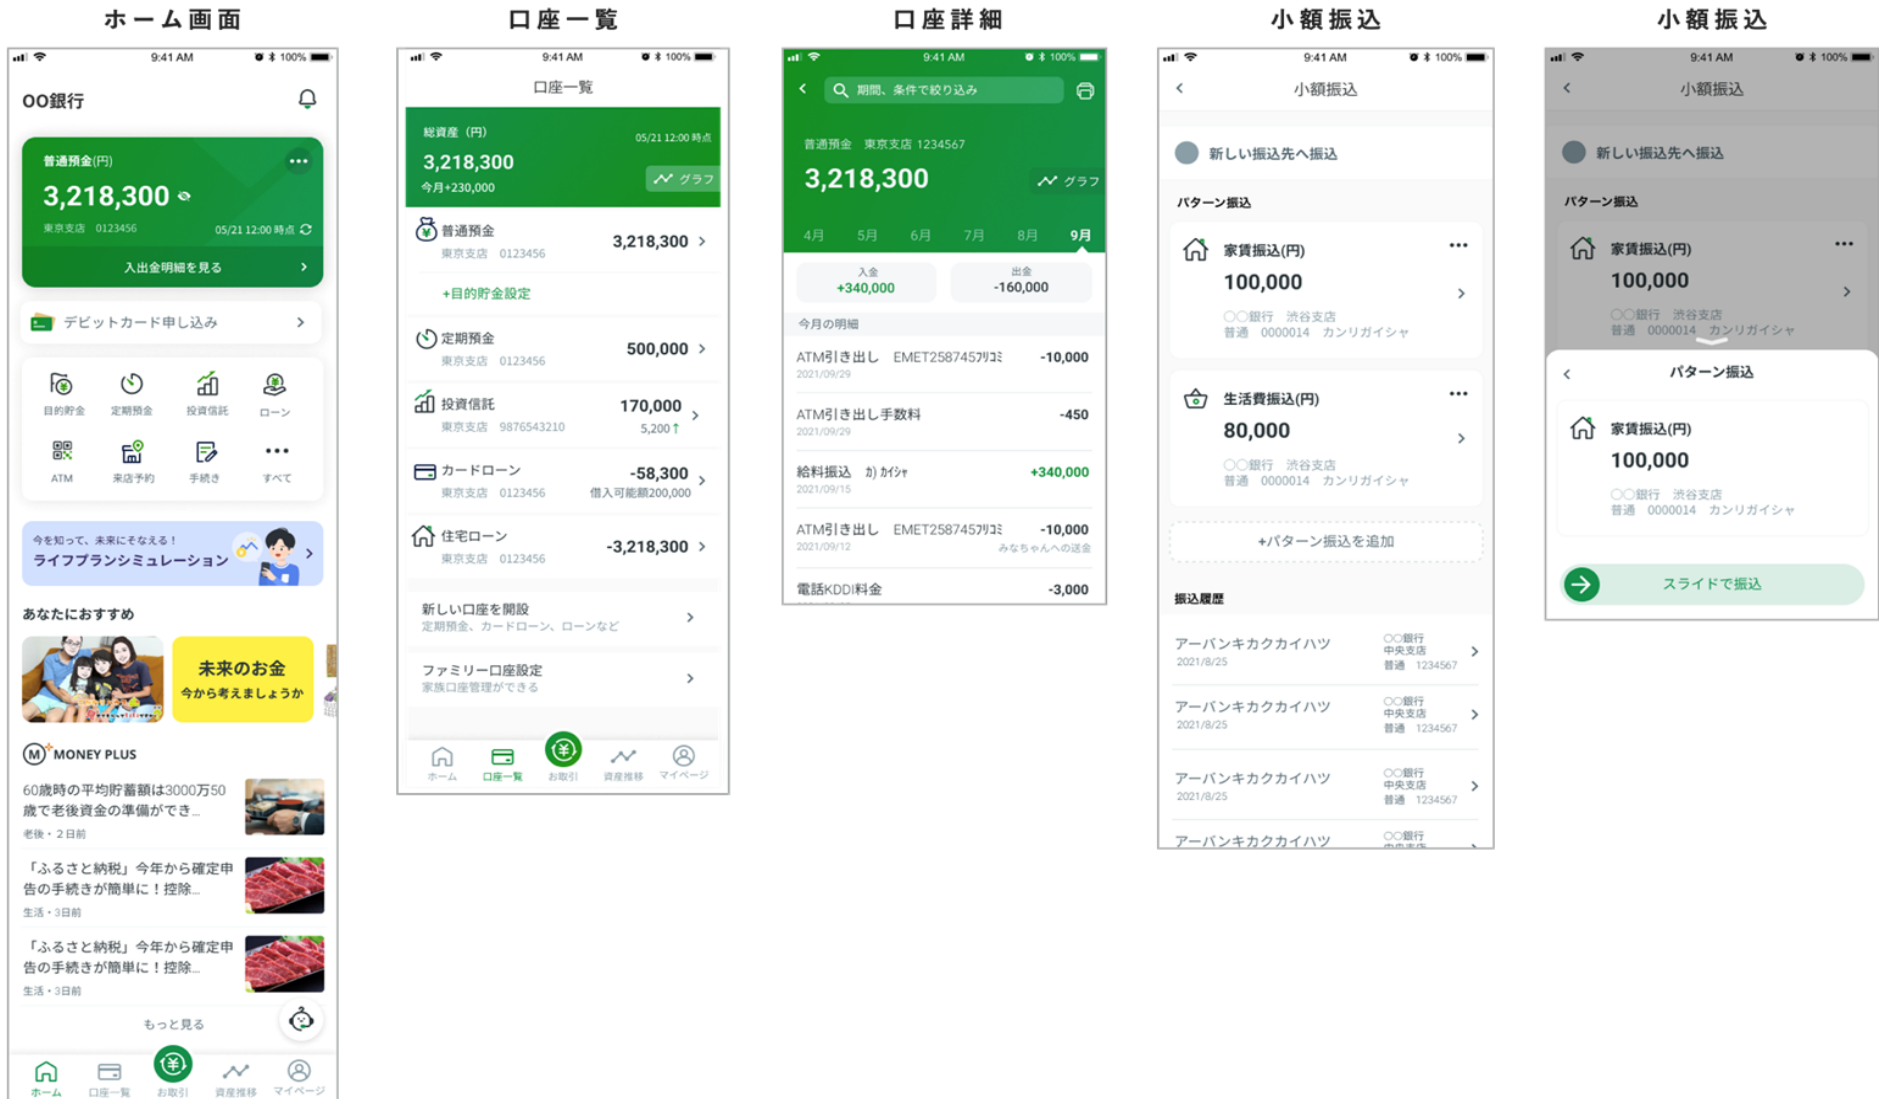 ホーム画面
9:41 AM
100%
OO銀行
普通預金(円)
3,218,300
東京支店 0123456
05/21 12:00 時点
入出金明細を見る
デビットカード申し込み
目的貯金
定期預金
投資信託
ローン
ATM
来店予約
手続き
すべて
今を知って、未来にそなえる！
ライフプランシミュレーション
あなたにおすすめ
未来のお金
今から考えましょうか
M MONEY PLUS
60歳時の平均貯蓄額は3000万50
歳で老後資金の準備ができ...
老後・2日前
「ふるさと納税」今年から確定申
告の手続きが簡単に！控除...
生活・3日前
「ふるさと納税」今年から確定申
告の手続きが簡単に！控除...
生活・3日前
もっと見る
ホーム
口座一覧
お取引
資産推移
マイページ
口座一覧
9:41 AM
100%
口座一覧
総資産（円）
05/21 12:00 時点
3,218,300
今月+230,000
グラフ
普通預金
東京支店 0123456
3,218,300
+目的貯金設定
定期預金
東京支店 0123456
500,000
投資信託
東京支店 9876543210
170,000
5,200↑
カードローン
東京支店 0123456
-58,300
借入可能額200,000
住宅ローン
東京支店 0123456
-3,218,300
新しい口座を開設
定期預金、カードローン、ローンなど
ファミリー口座設定
家族口座管理ができる
ホーム
口座一覧
お取引
資産推移
マイページ
口座詳細
9:41 AM
100%
期間、条件で絞り込み
普通預金 東京支店 1234567
3,218,300
グラフ
4月 5月 6月 7月 8月 9月
入金
+340,000
出金
-160,000
今月の明細
ATM引き出し EMET258745ﾌﾘｺﾐ -10,000
2021/09/29
ATM引き出し手数料 -450
2021/09/29
給料振込 ｶ) ｶｲｼｬ +340,000
2021/09/15
ATM引き出し EMET258745ﾌﾘｺﾐ -10,000
2021/09/12 みなちゃんへの送金
電話KDDI料金 -3,000
小額振込
9:41 AM
100%
小額振込
新しい振込先へ振込
パターン振込
家賃振込(円)
100,000
〇〇銀行 渋谷支店
普通 0000014 カンリガイシャ
生活費振込(円)
80,000
〇〇銀行 渋谷支店
普通 0000014 カンリガイシャ
+パターン振込を追加
振込履歴
アーバンキカクカイハツ
2021/8/25
〇〇銀行
中央支店
普通 1234567
アーバンキカクカイハツ
2021/8/25
〇〇銀行
中央支店
普通 1234567
アーバンキカクカイハツ
2021/8/25
〇〇銀行
中央支店
普通 1234567
アーバンキカクカイハツ
〇〇銀行
中央支店
小額振込
9:41 AM
100%
小額振込
新しい振込先へ振込
パターン振込
家賃振込(円)
100,000
〇〇銀行 渋谷支店
普通 0000014 カンリガイシャ
パターン振込
家賃振込(円)
100,000
〇〇銀行 渋谷支店
普通 0000014 カンリガイシャ
スライドで振込